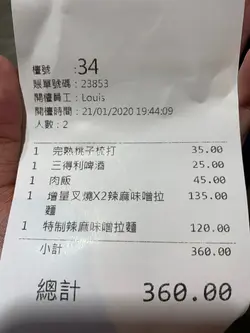 檯號 :34
賬單號碼 : 23853
開檯員工 : Louis
開檯時間 : 21/01/2020 19:44:09
人數 : 2
1 完熟桃子梳打 35.00
1 三得利啤酒 25.00
1 肉飯 45.00
1 增量叉燒X2辣麻味噌拉麵 135.00
1 特制辣麻味噌拉麵 120.00
小計 360.00
總計 360.00